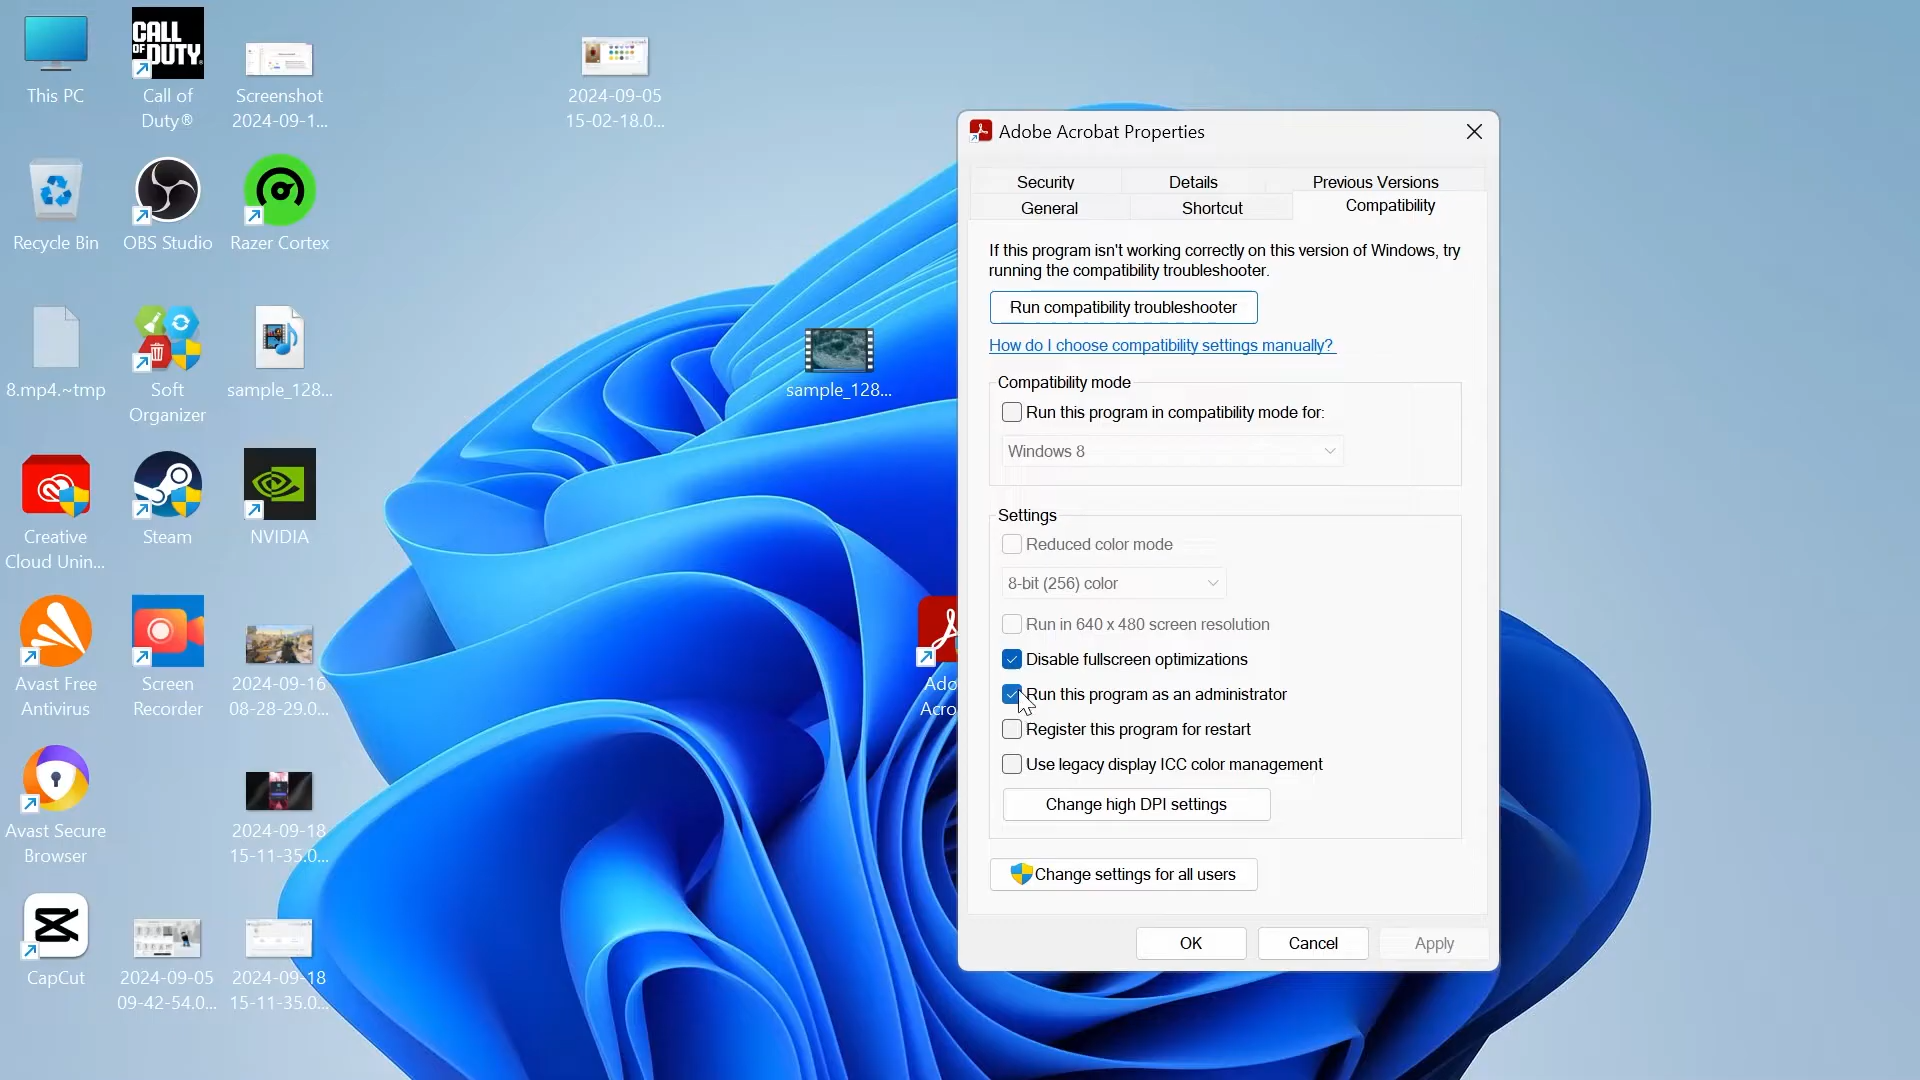 This PC
CALL
OF DUTY
Call of
Duty®
Screenshot
2024-09-1...
2024-09-05
15-02-18.0...
Recycle Bin
OBS Studio
Razer Cortex
8.mp4.~tmp
Soft
Organizer
sample_128...
sample_128...
Creative
Cloud Unin...
Steam
NVIDIA
Avast Free
Antivirus
Screen
Recorder
2024-09-16
08-28-29.0...
Ado
Acro
Avast Secure
Browser
2024-09-18
15-11-35.0...
CapCut
2024-09-05
09-42-54.0...
2024-09-18
15-11-35.0...
Adobe Acrobat Properties
Security
Details
Previous Versions
General
Shortcut
Compatibility
If this program isn't working correctly on this version of Windows, try
running the compatibility troubleshooter.
Run compatibility troubleshooter
How do I choose compatibility settings manually?
Compatibility mode
Run this program in compatibility mode for:
Windows 8
Settings
Reduced color mode
8-bit (256) color
Run in 640 x 480 screen resolution
Disable fullscreen optimizations
Run this program as an administrator
Register this program for restart
Use legacy display ICC color management
Change high DPI settings
Change settings for all users
OK
Cancel
Apply